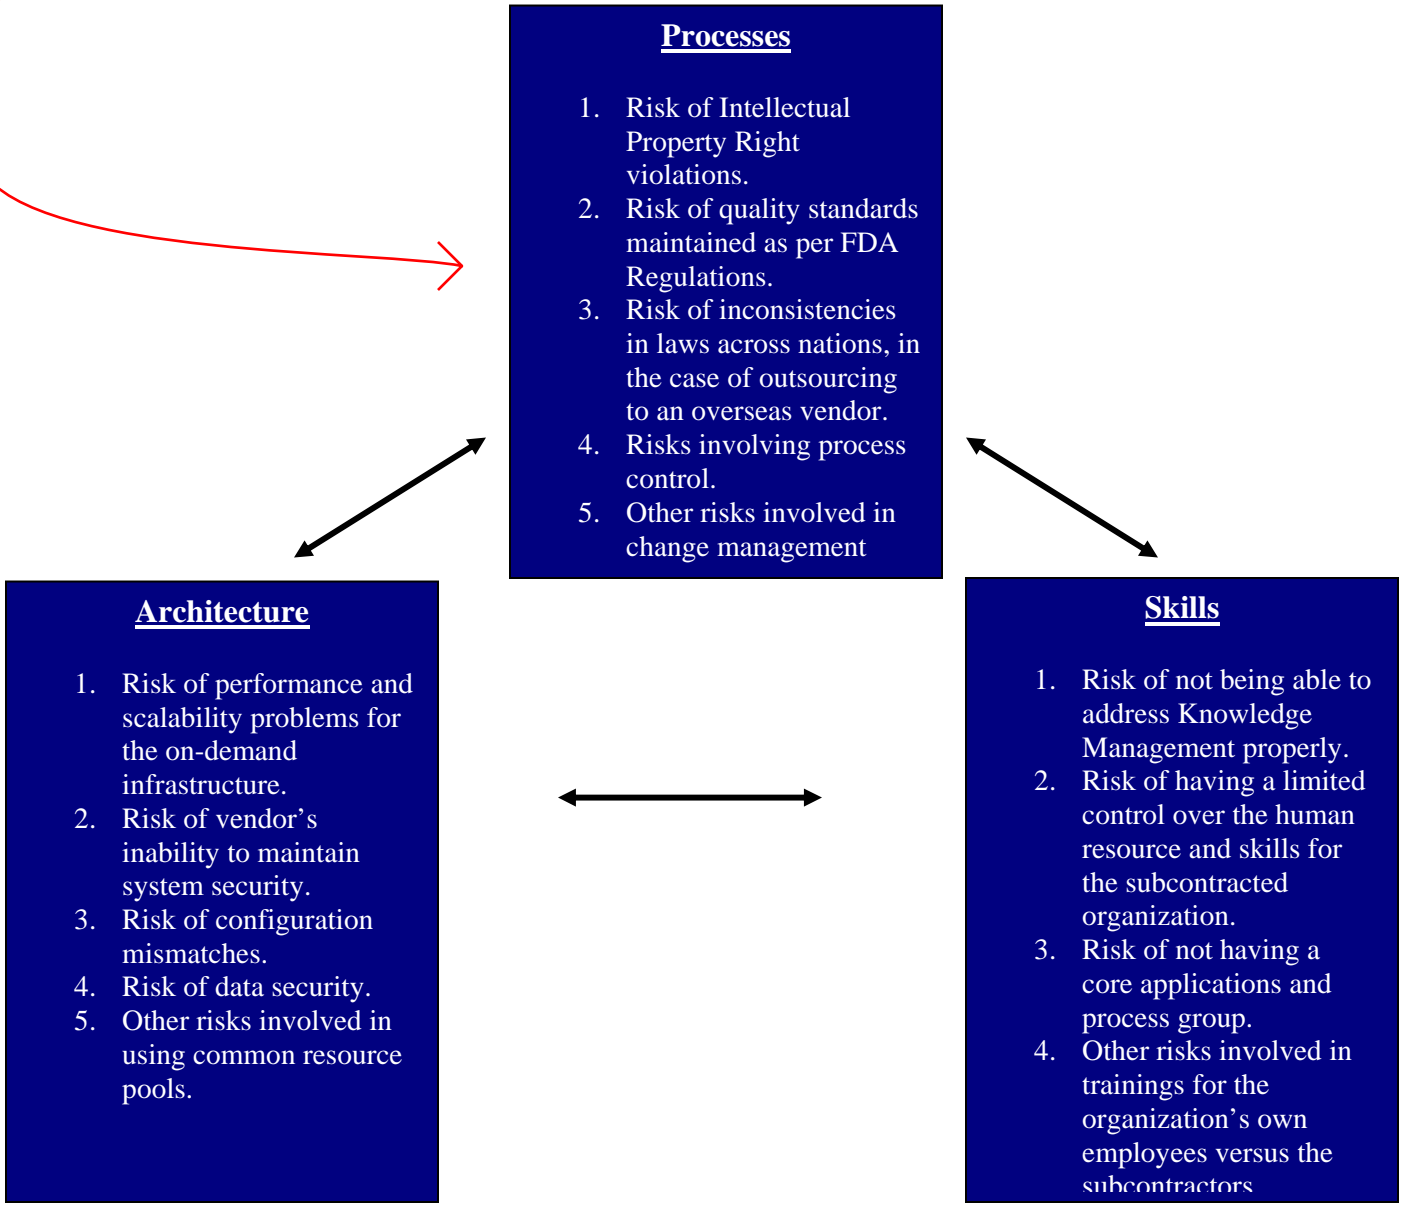 Processes
1. Risk of Intellectual
Property Right
violations.
2. Risk of quality standards
maintained as per FDA
Regulations.
3. Risk of inconsistencies
in laws across nations, in
the case of outsourcing
to an overseas vendor.
4. Risks involving process
control.
5. Other risks involved in
change management
Architecture
1. Risk of performance and
scalability problems for
the on-demand
infrastructure.
2. Risk of vendor’s
inability to maintain
system security.
3. Risk of configuration
mismatches.
4. Risk of data security.
5. Other risks involved in
using common resource
pools.
Skills
1. Risk of not being able to
address Knowledge
Management properly.
2. Risk of having a limited
control over the human
resource and skills for
the subcontracted
organization.
3. Risk of not having a
core applications and
process group.
4. Other risks involved in
trainings for the
organization’s own
employees versus the
subcontractors